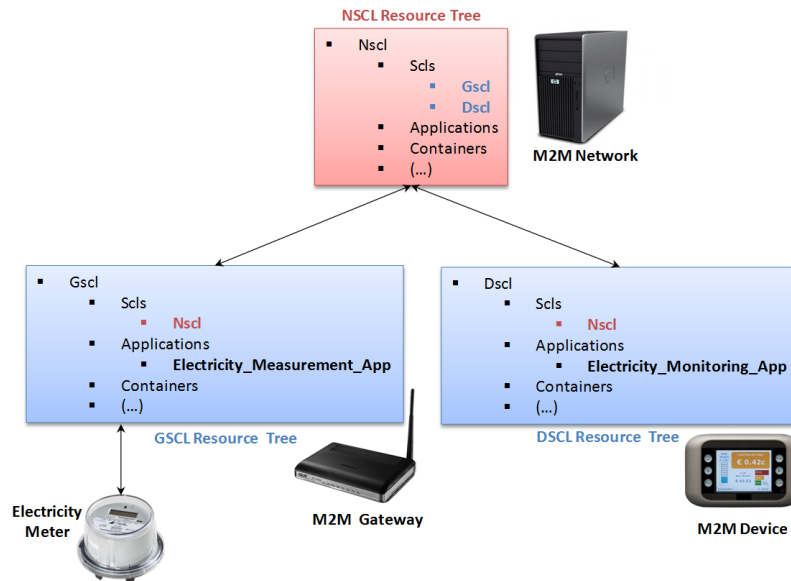 NSCL Resource Tree
Nscl
Scls
Gscl
Dscl
Applications
Containers
(...)
M2M Network
Gscl
Scls
Nscl
Applications
Electricity_Measurement_App
Containers
(...)
GSCL Resource Tree
Dscl
Scls
Nscl
Applications
Electricity_Monitoring_App
Containers
(...)
DSCL Resource Tree
Electricity
Meter
M2M Gateway
€ 0.42c
M2M Device